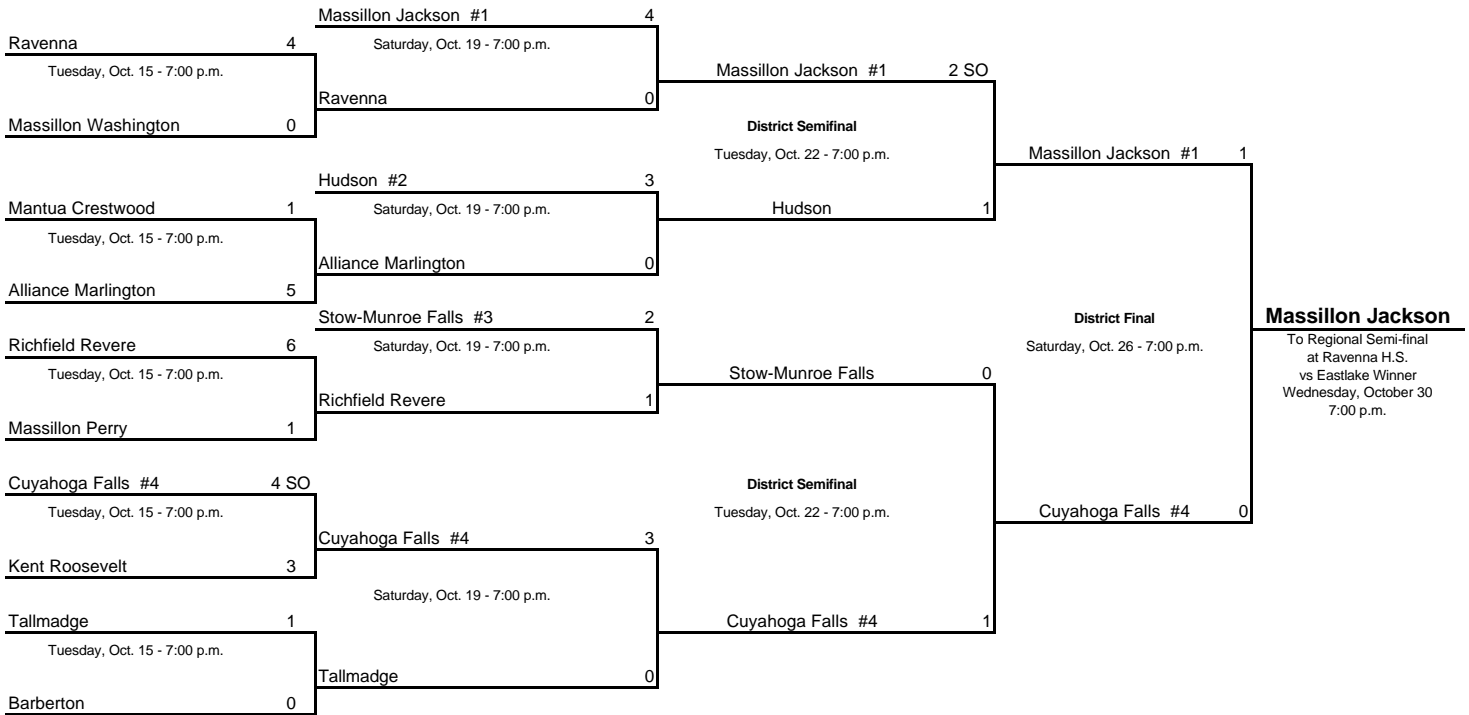 Massillon Jackson #1 4
Ravenna 4
Saturday, Oct. 19 - 7:00 p.m.
Tuesday, Oct. 15 - 7:00 p.m.
Massillon Jackson #1 2 SO
Ravenna 0
Massillon Washington 0
District Semifinal
Tuesday, Oct. 22 - 7:00 p.m.
Massillon Jackson #1 1
Hudson #2 3
Mantua Crestwood 1
Saturday, Oct. 19 - 7:00 p.m.
Hudson 1
Tuesday, Oct. 15 - 7:00 p.m.
Alliance Marlington 0
Alliance Marlington 5
Stow-Munroe Falls #3 2
District Final
Massillon Jackson
Richfield Revere 6
Saturday, Oct. 19 - 7:00 p.m.
Saturday, Oct. 26 - 7:00 p.m.
To Regional Semi-final
at Ravenna H.S.
vs Eastlake Winner
Wednesday, October 30
7:00 p.m.
Tuesday, Oct. 15 - 7:00 p.m.
Stow-Munroe Falls 0
Richfield Revere 1
Massillon Perry 1
Cuyahoga Falls #4 4 SO
District Semifinal
Tuesday, Oct. 15 - 7:00 p.m.
Tuesday, Oct. 22 - 7:00 p.m.
Cuyahoga Falls #4 0
Cuyahoga Falls #4 3
Kent Roosevelt 3
Saturday, Oct. 19 - 7:00 p.m.
Tallmadge 1
Cuyahoga Falls #4 1
Tuesday, Oct. 15 - 7:00 p.m.
Tallmadge 0
Barberton 0